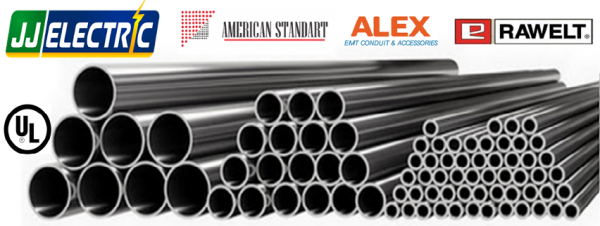 JJ ELECTRIC
AMERICAN STANDART
ALEX
EMT CONDUIT & ACCESSORIES
R RAWELT®
UL